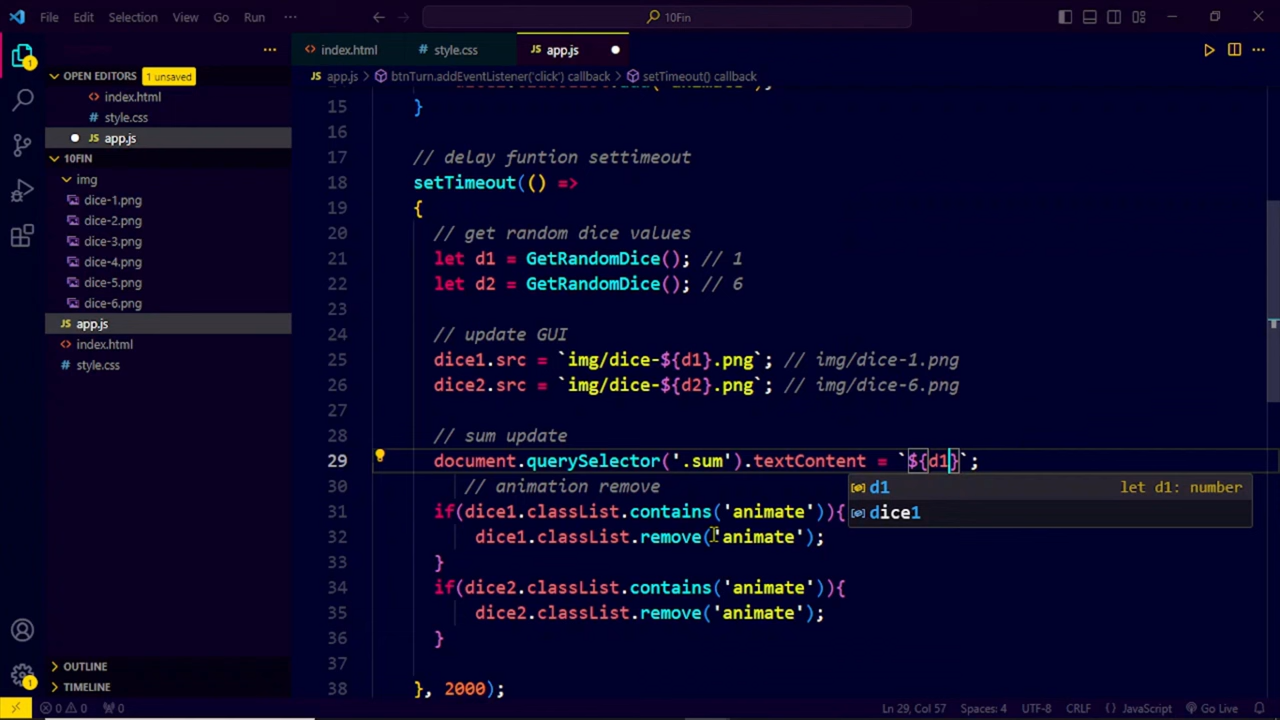 File Edit Selection View Go Run ··· 10Fin
index.html style.css JS app.js
app.js > btnTurn.addEventListener('click') callback > setTimeout() callback
OPEN EDITORS 1 unsaved
index.html
style.css
JS app.js
10FIN
img
dice-1.png
dice-2.png
dice-3.png
dice-4.png
dice-5.png
dice-6.png
JS app.js
index.html
style.css
OUTLINE
TIMELINE
15 }
16
17 // delay funtion settimeout
18 setTimeout(() =>
19 {
20 // get random dice values
21 let d1 = GetRandomDice(); // 1
22 let d2 = GetRandomDice(); // 6
23
24 // update GUI
25 dice1.src = `img/dice-${d1}.png`; // img/dice-1.png
26 dice2.src = `img/dice-${d2}.png`; // img/dice-6.png
27
28 // sum update
29 document.querySelector('.sum').textContent = `${d1}`;
30 // animation remove
d1 let d1: number
31 if(dice1.classList.contains('animate')){
dice1
32 dice1.classList.remove('animate');
33 }
34 if(dice2.classList.contains('animate')){
35 dice2.classList.remove('animate');
36 }
37
38 }, 2000);
0 0 0 Ln 29, Col 57 Spaces: 4 UTF-8 CRLF {} JavaScript Go Live